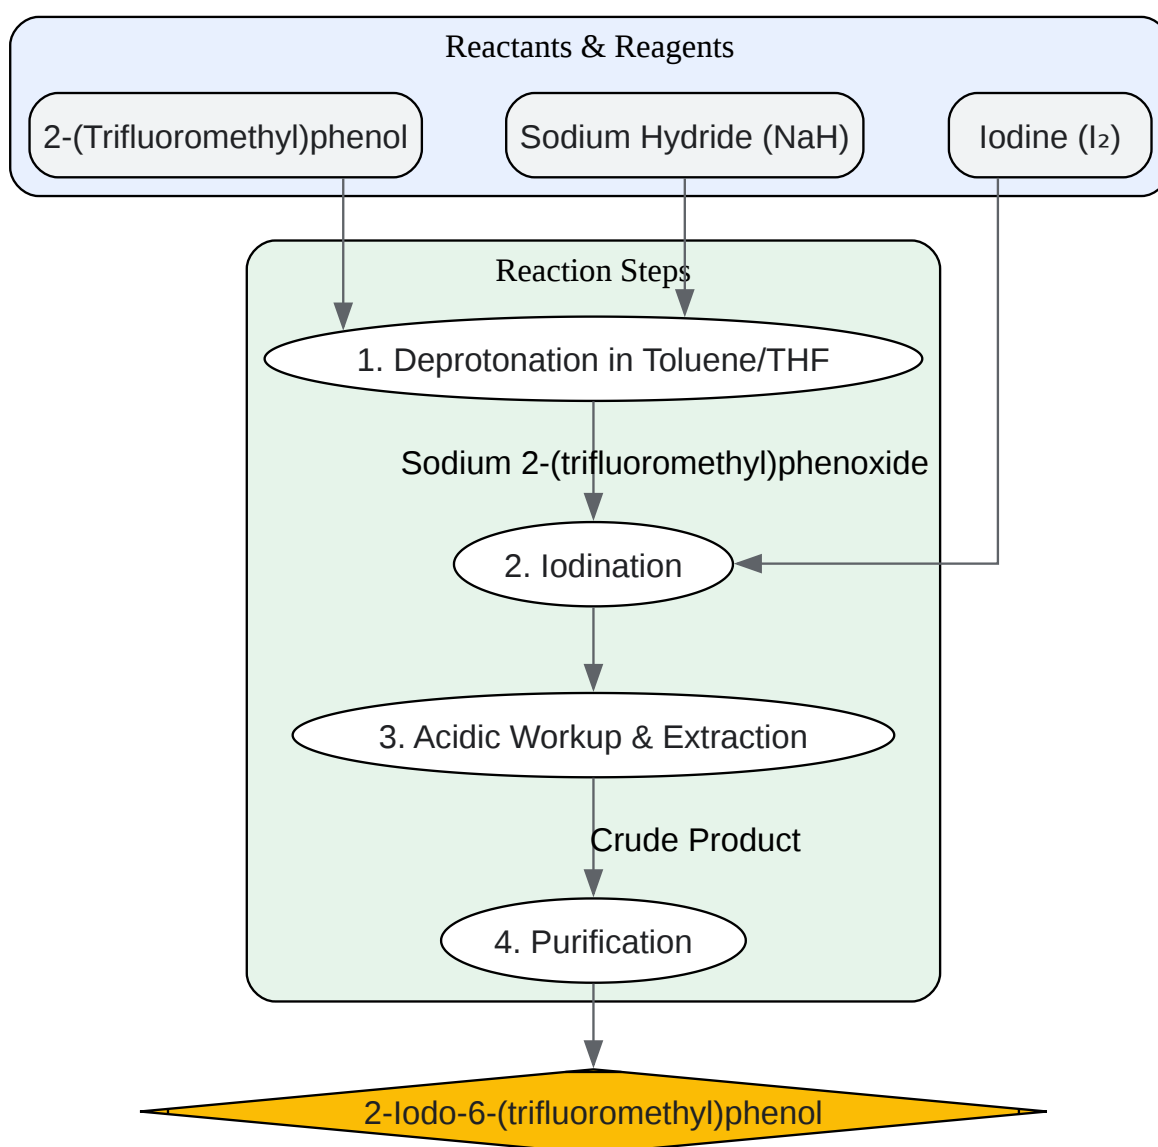 Reactants & Reagents
2-(Trifluoromethyl)phenol
Sodium Hydride (NaH)
Iodine (I₂)
Reaction Steps
1. Deprotonation in Toluene/THF
Sodium 2-(trifluoromethyl)phenoxide
2. Iodination
3. Acidic Workup & Extraction
Crude Product
4. Purification
2-Iodo-6-(trifluoromethyl)phenol